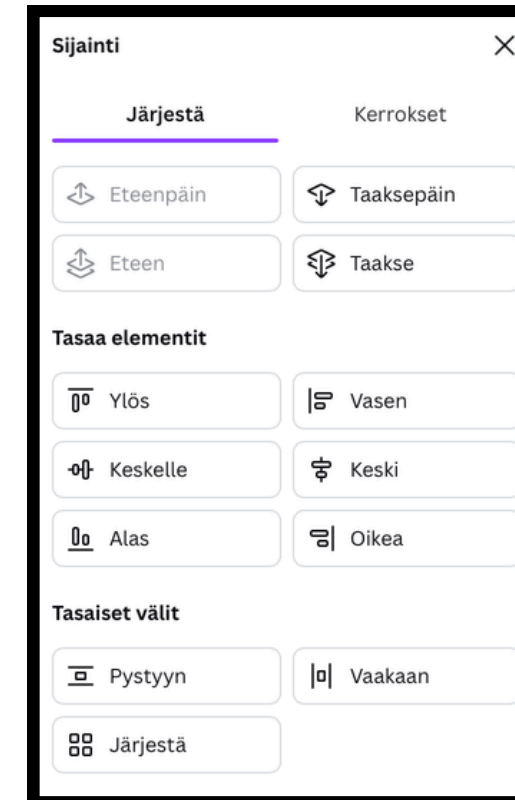 Sijainti
Järjestä Kerrokset
Eteenpäin Taaksepäin
Eteen Taakse
Tasaa elementit
Ylös Vasen
Keskelle Keski
Alas Oikea
Tasaiset välit
Pystyyn Vaakaan
Järjestä